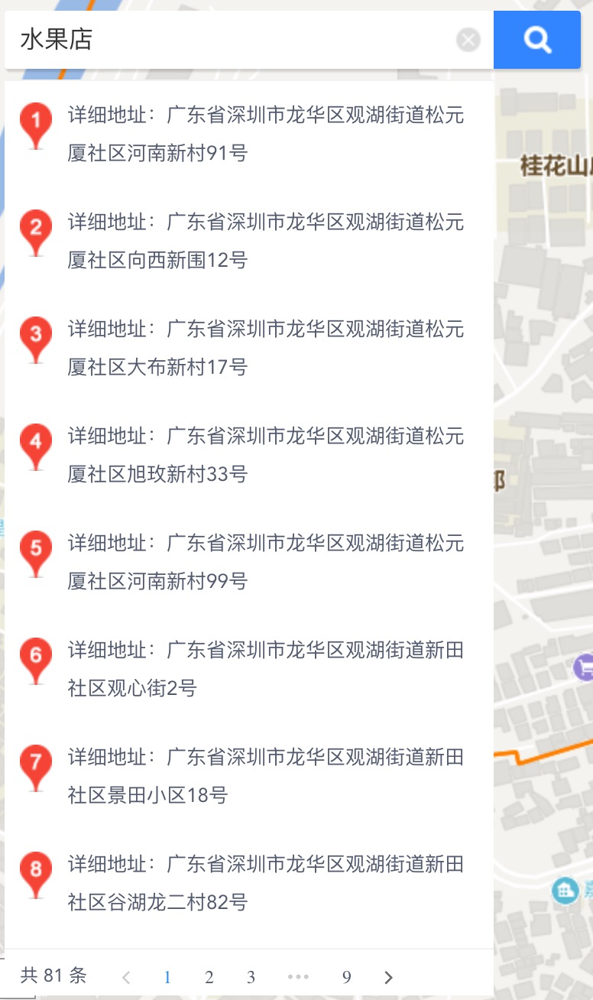 水果店
1
详细地址：广东省深圳市龙华区观湖街道松元
厦社区河南新村91号
2
详细地址：广东省深圳市龙华区观湖街道松元
厦社区向西新围12号
3
详细地址：广东省深圳市龙华区观湖街道松元
厦社区大布新村17号
4
详细地址：广东省深圳市龙华区观湖街道松元
厦社区旭玫新村33号
5
详细地址：广东省深圳市龙华区观湖街道松元
厦社区河南新村99号
6
详细地址：广东省深圳市龙华区观湖街道新田
社区观心街2号
7
详细地址：广东省深圳市龙华区观湖街道新田
社区景田小区18号
8
详细地址：广东省深圳市龙华区观湖街道新田
社区谷湖龙二村82号
共 81 条 1 2 3 ••• 9
桂花山